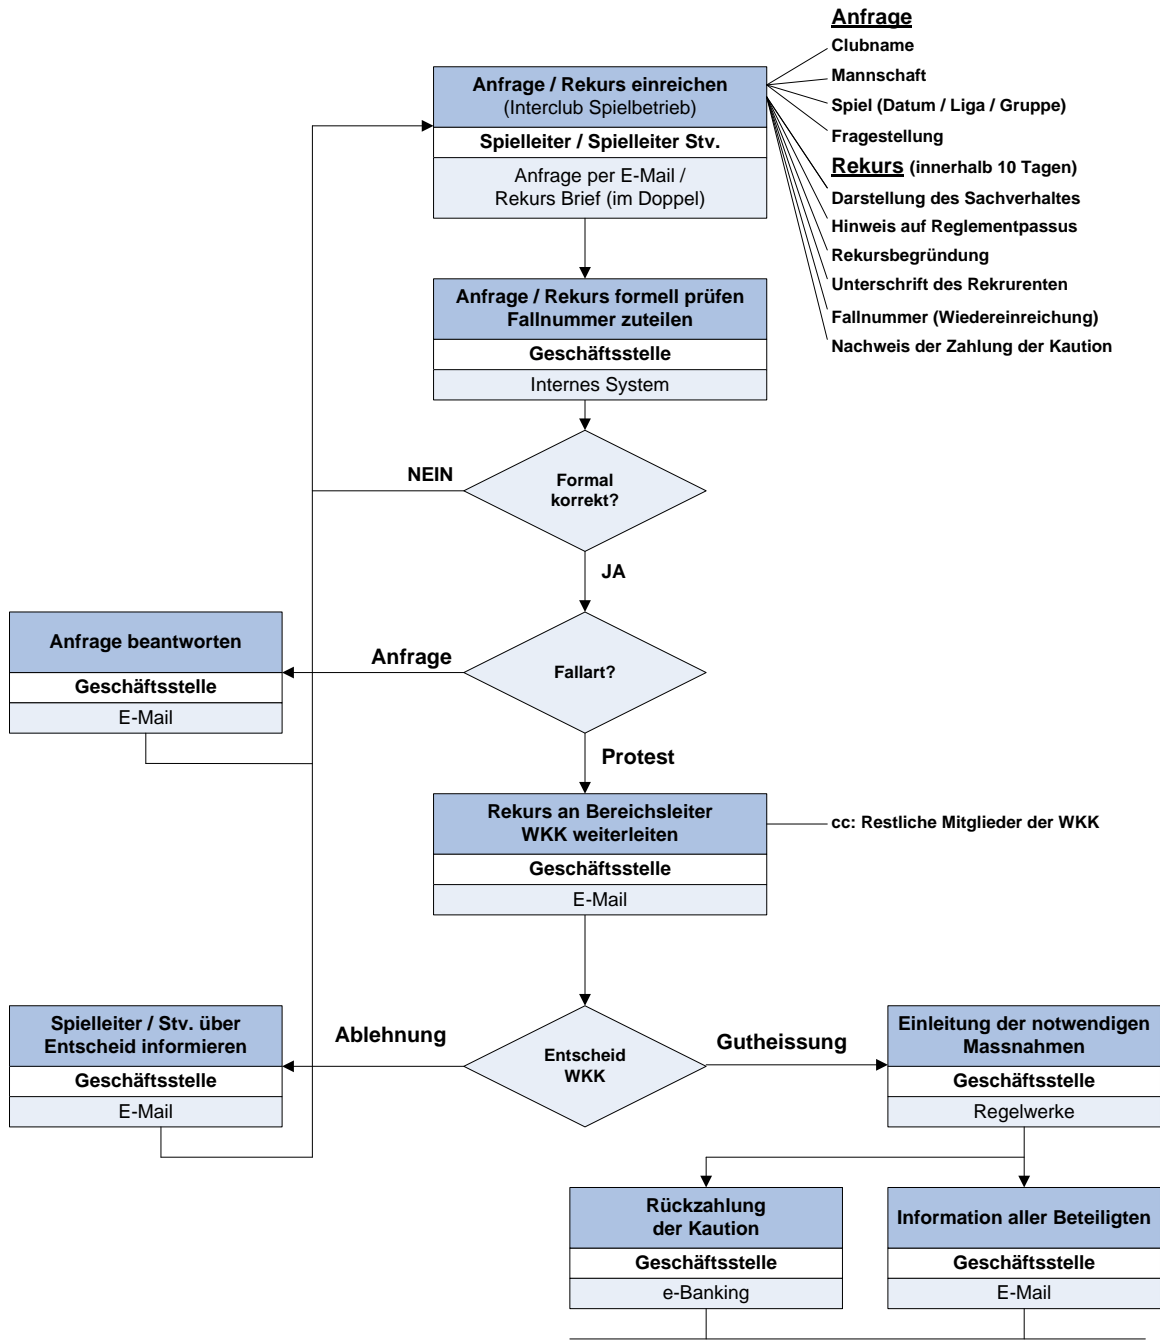 Anfrage
Clubname
Mannschaft
Spiel (Datum / Liga / Gruppe)
Fragestellung
Rekurs (innerhalb 10 Tagen)
Darstellung des Sachverhaltes
Hinweis auf Reglementpassus
Rekursbegründung
Unterschrift des Rekrurenten
Fallnummer (Wiedereinreichung)
Nachweis der Zahlung der Kaution
Anfrage / Rekurs einreichen
(Interclub Spielbetrieb)
Spielleiter / Spielleiter Stv.
Anfrage per E-Mail /
Rekurs Brief (im Doppel)
Anfrage / Rekurs formell prüfen
Fallnummer zuteilen
Geschäftsstelle
Internes System
NEIN
Formal
korrekt?
JA
Anfrage beantworten
Geschäftsstelle
E-Mail
Anfrage
Fallart?
Protest
Rekurs an Bereichsleiter
WKK weiterleiten
Geschäftsstelle
E-Mail
cc: Restliche Mitglieder der WKK
Spielleiter / Stv. über
Entscheid informieren
Geschäftsstelle
E-Mail
Ablehnung
Entscheid
WKK
Gutheissung
Einleitung der notwendigen
Massnahmen
Geschäftsstelle
Regelwerke
Rückzahlung
der Kaution
Geschäftsstelle
e-Banking
Information aller Beteiligten
Geschäftsstelle
E-Mail